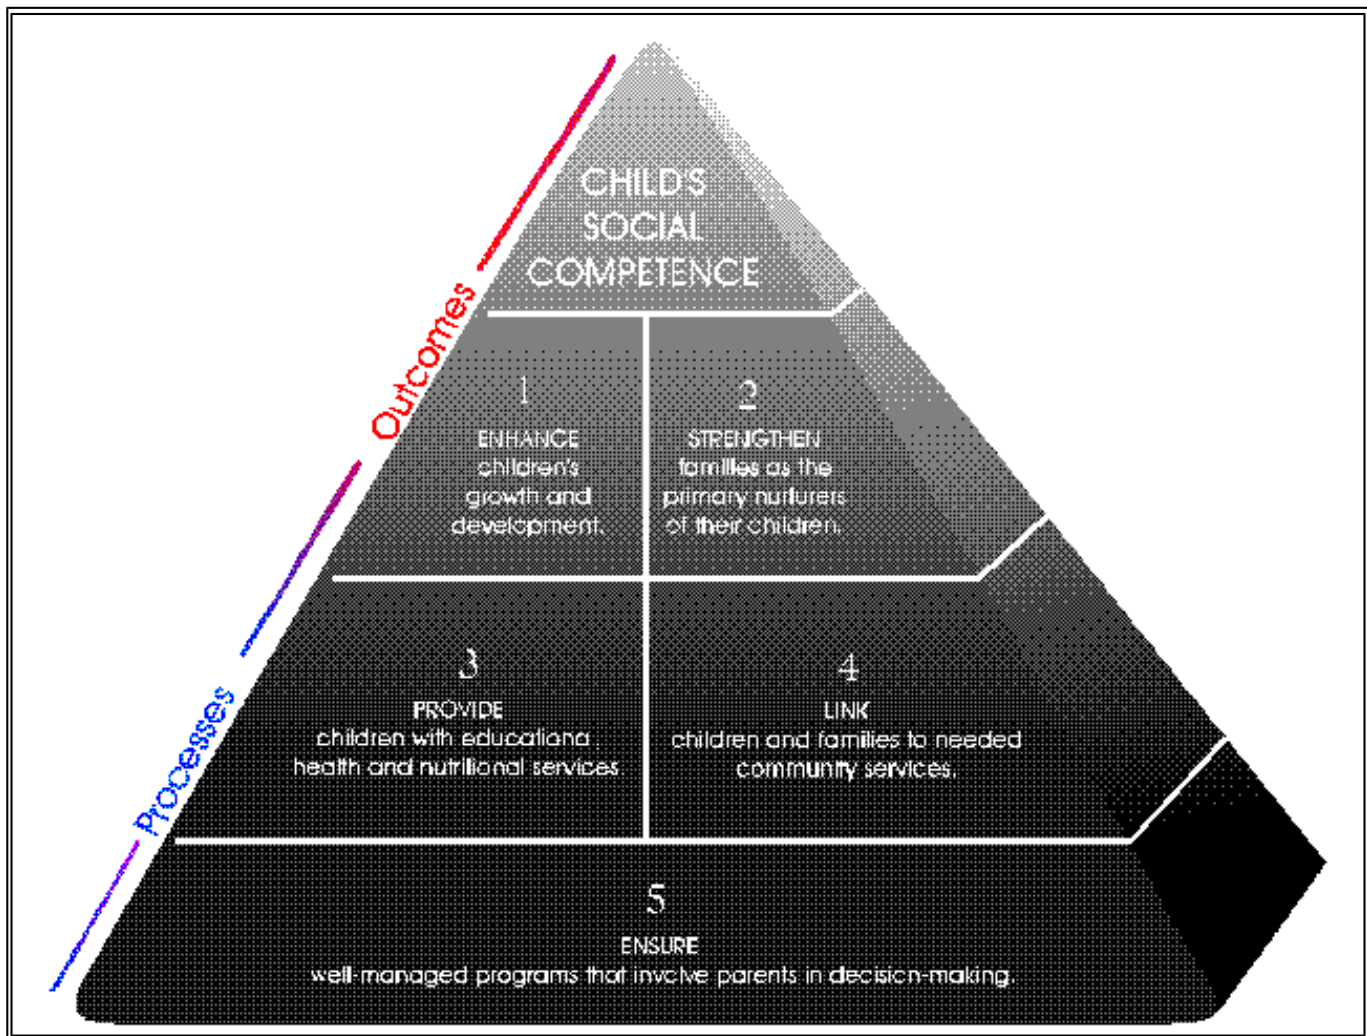 CHILD'S
SOCIAL
COMPETENCE
Outcomes
1
ENHANCE
children's
growth and
development.
2
STRENGTHEN
families as the
primary nurturers
of their children.
Processes
3
PROVIDE
children with educationa
health and nutritional services
4
LINK
children and families to needed
community services.
5
ENSURE
well-managed programs that involve parents in decision-making.